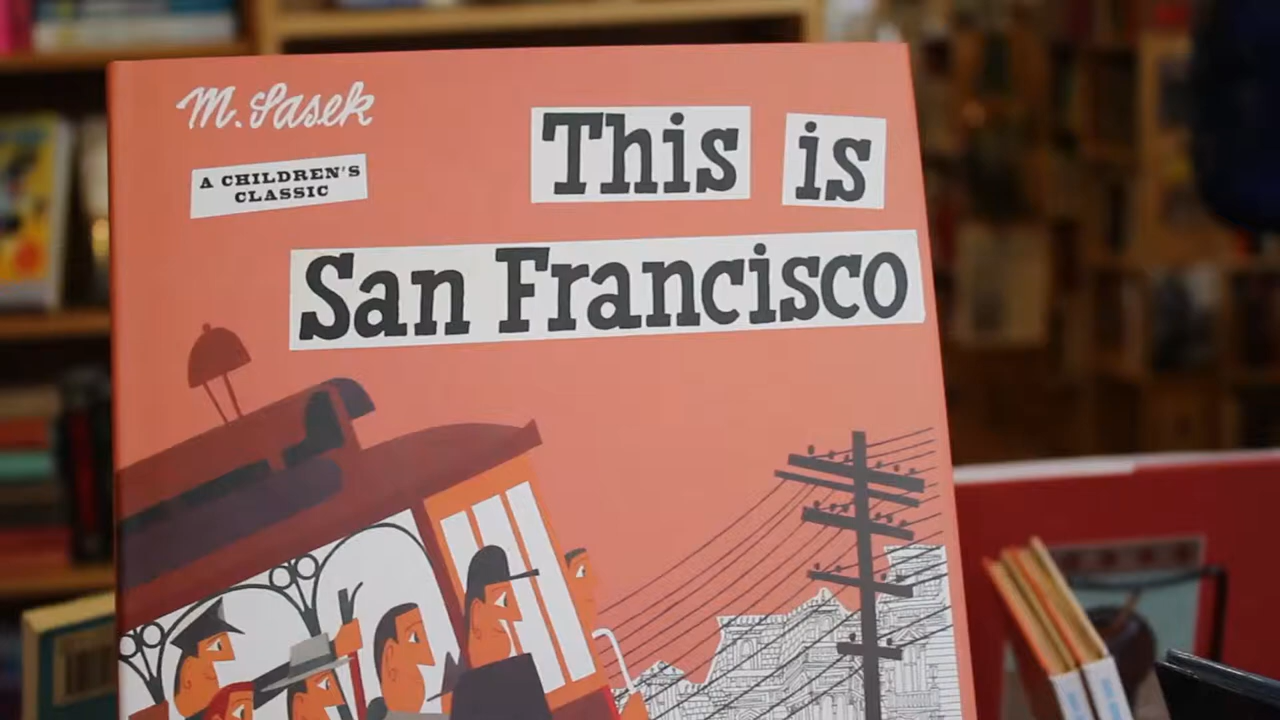 M. Sasek
A CHILDREN'S
CLASSIC
This is
San Francisco